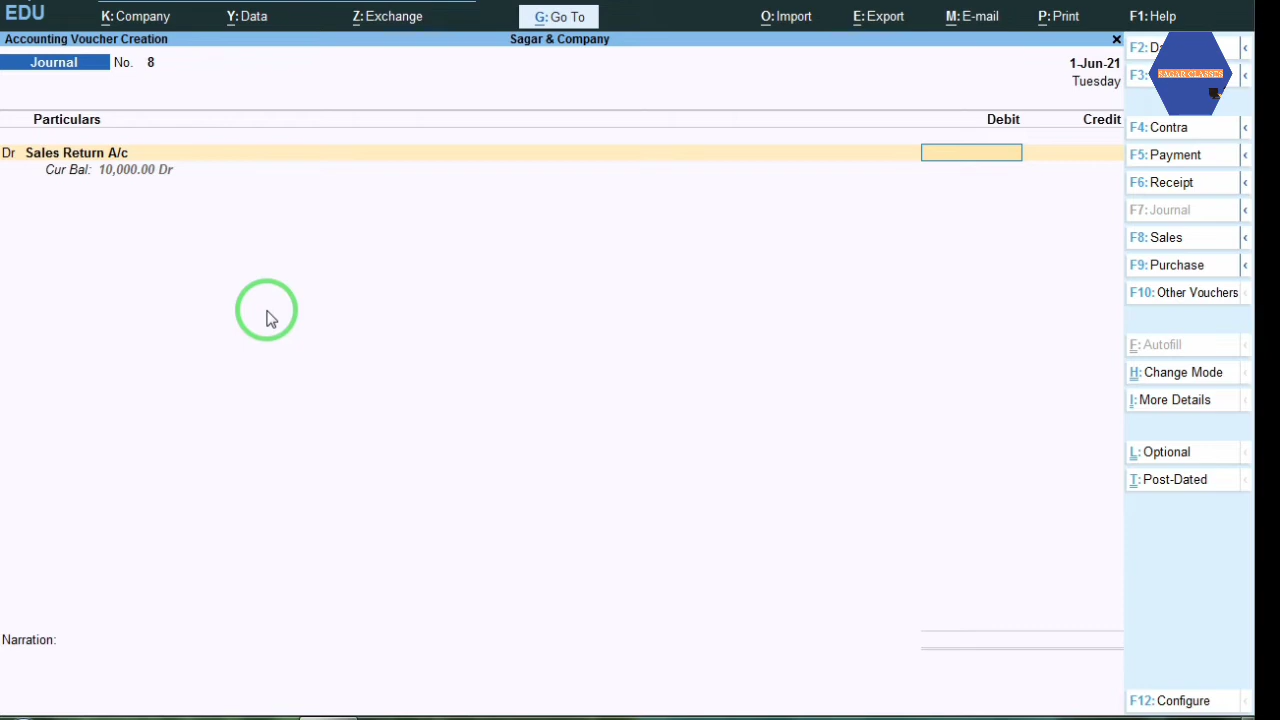 EDU
K: Company
Y: Data
Z: Exchange
G: Go To
O: Import
E: Export
M: E-mail
P: Print
F1: Help
Accounting Voucher Creation
Sagar & Company
Journal No. 8
1-Jun-21
Tuesday
Particulars
Debit
Credit
Dr Sales Return A/c
Cur Bal: 10,000.00 Dr
Narration:
F2:
F3:
SAGAR CLASSES
F4: Contra
F5: Payment
F6: Receipt
F7: Journal
F8: Sales
F9: Purchase
F10: Other Vouchers
F: Autofill
H: Change Mode
I: More Details
L: Optional
T: Post-Dated
F12: Configure